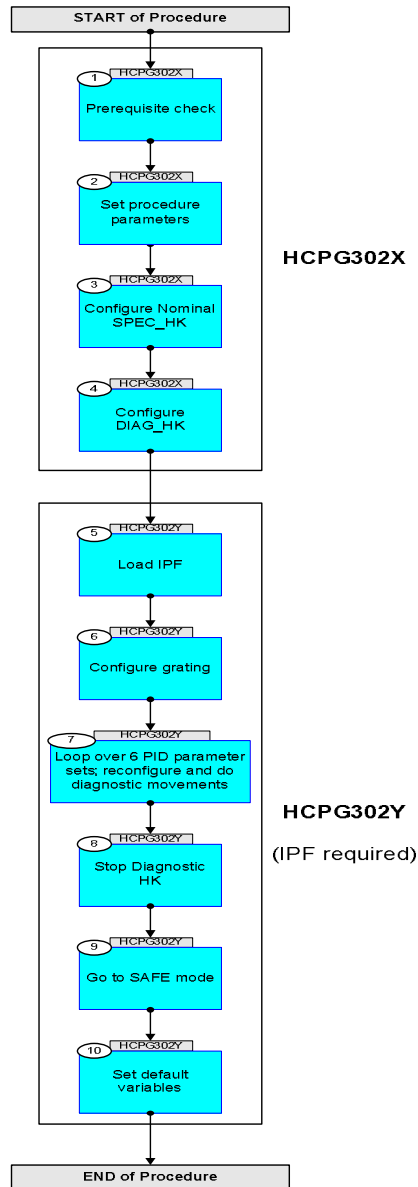 START of Procedure
HCPG302X
1
Prerequisite check
HCPG302X
2
Set procedure
parameters
HCPG302X
HCPG302X
3
Configure Nominal
SPEC_HK
HCPG302X
4
Configure
DIAG_HK
HCPG302Y
5
Load IPF
HCPG302Y
6
Configure grating
HCPG302Y
7
Loop over 6 PID parameter
sets; reconfigure and do
diagnostic movements
HCPG302Y
(IPF required)
HCPG302Y
8
Stop Diagnostic
HK
HCPG302Y
9
Go to SAFE mode
HCPG302Y
10
Set default
variables
END of Procedure